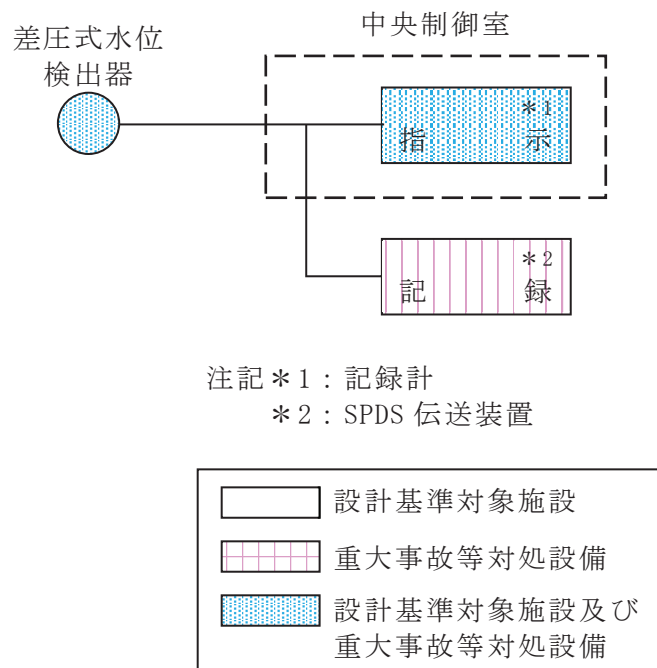 中央制御室
差圧式水位
検出器
*1
指 示
*2
記 録
注記*1:記録計
*2:SPDS 伝送装置
設計基準対象施設
重大事故等対処設備
設計基準対象施設及び
重大事故等対処設備